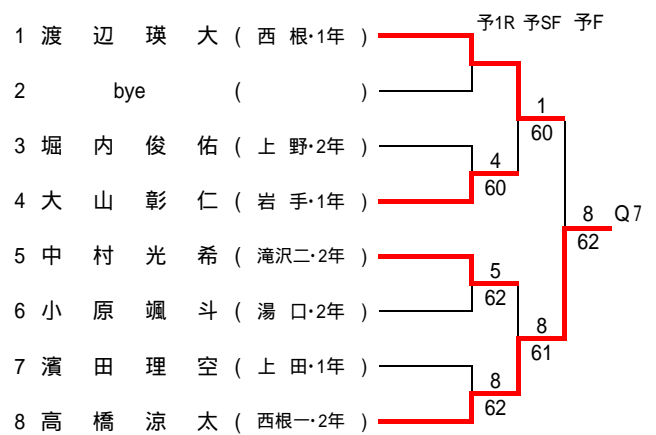 予1R 予SF 予F
1 渡辺瑛大 ( 西根・1年 )
2 bye ( )
3 堀内俊佑 ( 上野・2年 )
4 大山彰仁 ( 岩手・1年 )
5 中村光希 ( 滝沢二・2年 )
6 小原颯斗 ( 湯口・2年 )
7 濱田理空 ( 上田・1年 )
8 高橋涼太 ( 西根一・2年 )
4
60
5
62
8
62
1
60
8
61
8
62
Q7